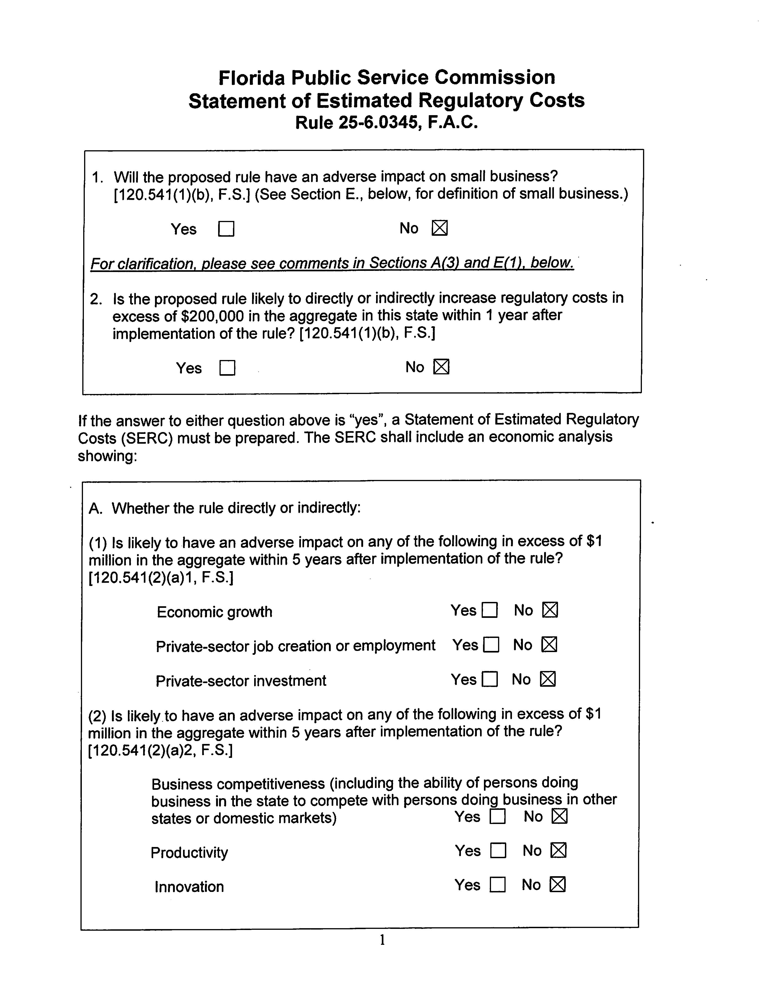 Florida Public Service Commission
Statement of Estimated Regulatory Costs
Rule 25-6.0345, F.A.C.
1. Will the proposed rule have an adverse impact on small business?
[120.541(1)(b), F.S.] (See Section E., below, for definition of small business.)
Yes ☐ No ☒
For clarification, please see comments in Sections A(3) and E(1), below.
2. Is the proposed rule likely to directly or indirectly increase regulatory costs in
excess of $200,000 in the aggregate in this state within 1 year after
implementation of the rule? [120.541(1)(b), F.S.]
Yes ☐ No ☒
If the answer to either question above is “yes”, a Statement of Estimated Regulatory
Costs (SERC) must be prepared. The SERC shall include an economic analysis
showing:
A. Whether the rule directly or indirectly:
(1) Is likely to have an adverse impact on any of the following in excess of $1
million in the aggregate within 5 years after implementation of the rule?
[120.541(2)(a)1, F.S.]
Economic growth Yes ☐ No ☒
Private-sector job creation or employment Yes ☐ No ☒
Private-sector investment Yes ☐ No ☒
(2) Is likely to have an adverse impact on any of the following in excess of $1
million in the aggregate within 5 years after implementation of the rule?
[120.541(2)(a)2, F.S.]
Business competitiveness (including the ability of persons doing
business in the state to compete with persons doing business in other
states or domestic markets) Yes ☐ No ☒
Productivity Yes ☐ No ☒
Innovation Yes ☐ No ☒
1